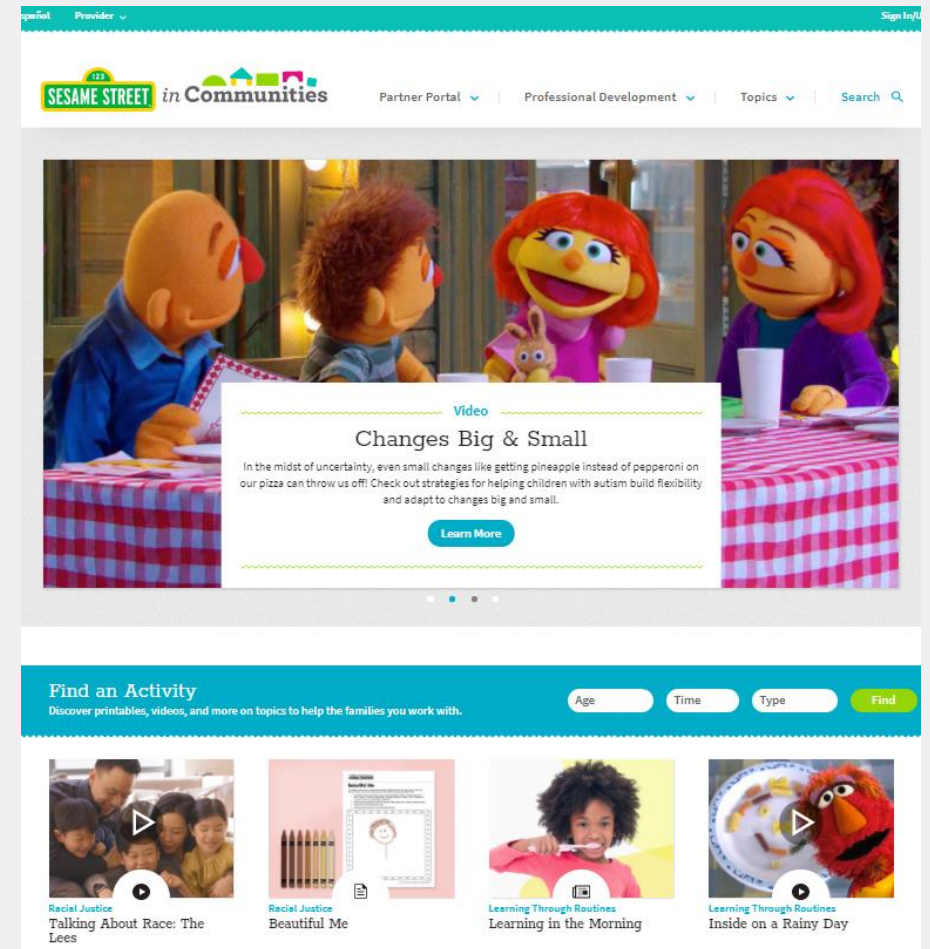 Provider
Sign In/U
123
SESAME STREET
in Communities
Partner Portal
Professional Development
Topics
Search
Video
Changes Big & Small
In the midst of uncertainty, even small changes like getting pineapple instead of pepperoni on
our pizza can throw us off! Check out strategies for helping children with autism build flexibility
and adapt to changes big and small.
Learn More
Find an Activity
Discover printables, videos, and more on topics to help the families you work with.
Age
Time
Type
Find
Beautiful Me
Racial Justice
Talking About Race: The
Lees
Racial Justice
Beautiful Me
Learning Through Routines
Learning in the Morning
Learning Through Routines
Inside on a Rainy Day